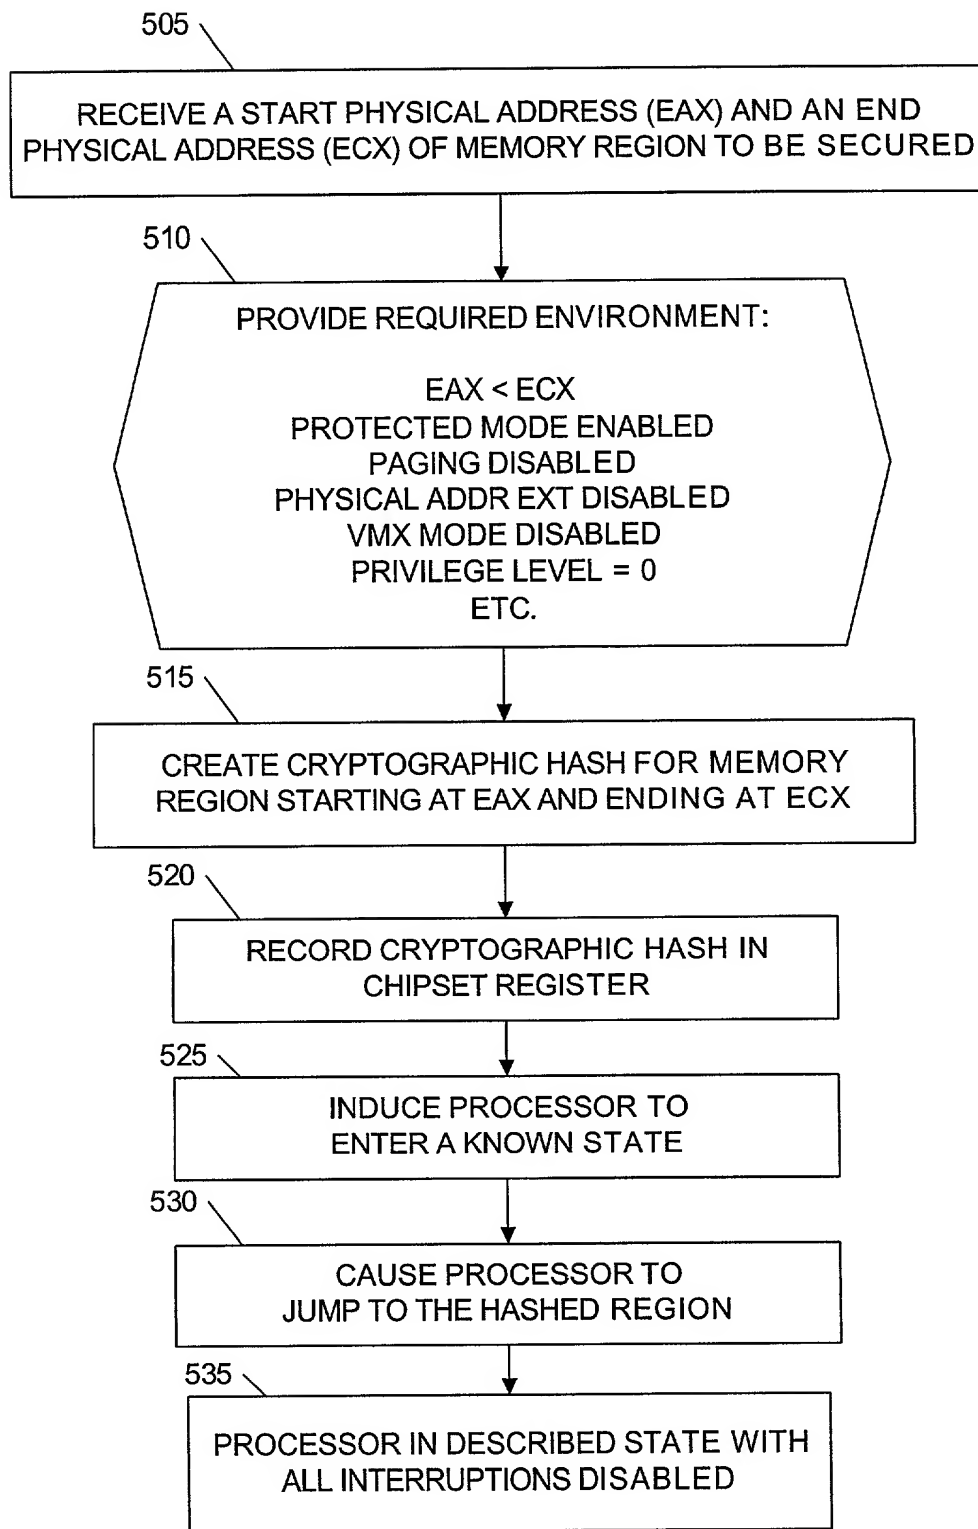 505
RECEIVE A START PHYSICAL ADDRESS (EAX) AND AN END
PHYSICAL ADDRESS (ECX) OF MEMORY REGION TO BE SECURED
510
PROVIDE REQUIRED ENVIRONMENT:
EAX < ECX
PROTECTED MODE ENABLED
PAGING DISABLED
PHYSICAL ADDR EXT DISABLED
VMX MODE DISABLED
PRIVILEGE LEVEL = 0
ETC.
515
CREATE CRYPTOGRAPHIC HASH FOR MEMORY
REGION STARTING AT EAX AND ENDING AT ECX
520
RECORD CRYPTOGRAPHIC HASH IN
CHIPSET REGISTER
525
INDUCE PROCESSOR TO
ENTER A KNOWN STATE
530
CAUSE PROCESSOR TO
JUMP TO THE HASHED REGION
535
PROCESSOR IN DESCRIBED STATE WITH
ALL INTERRUPTIONS DISABLED